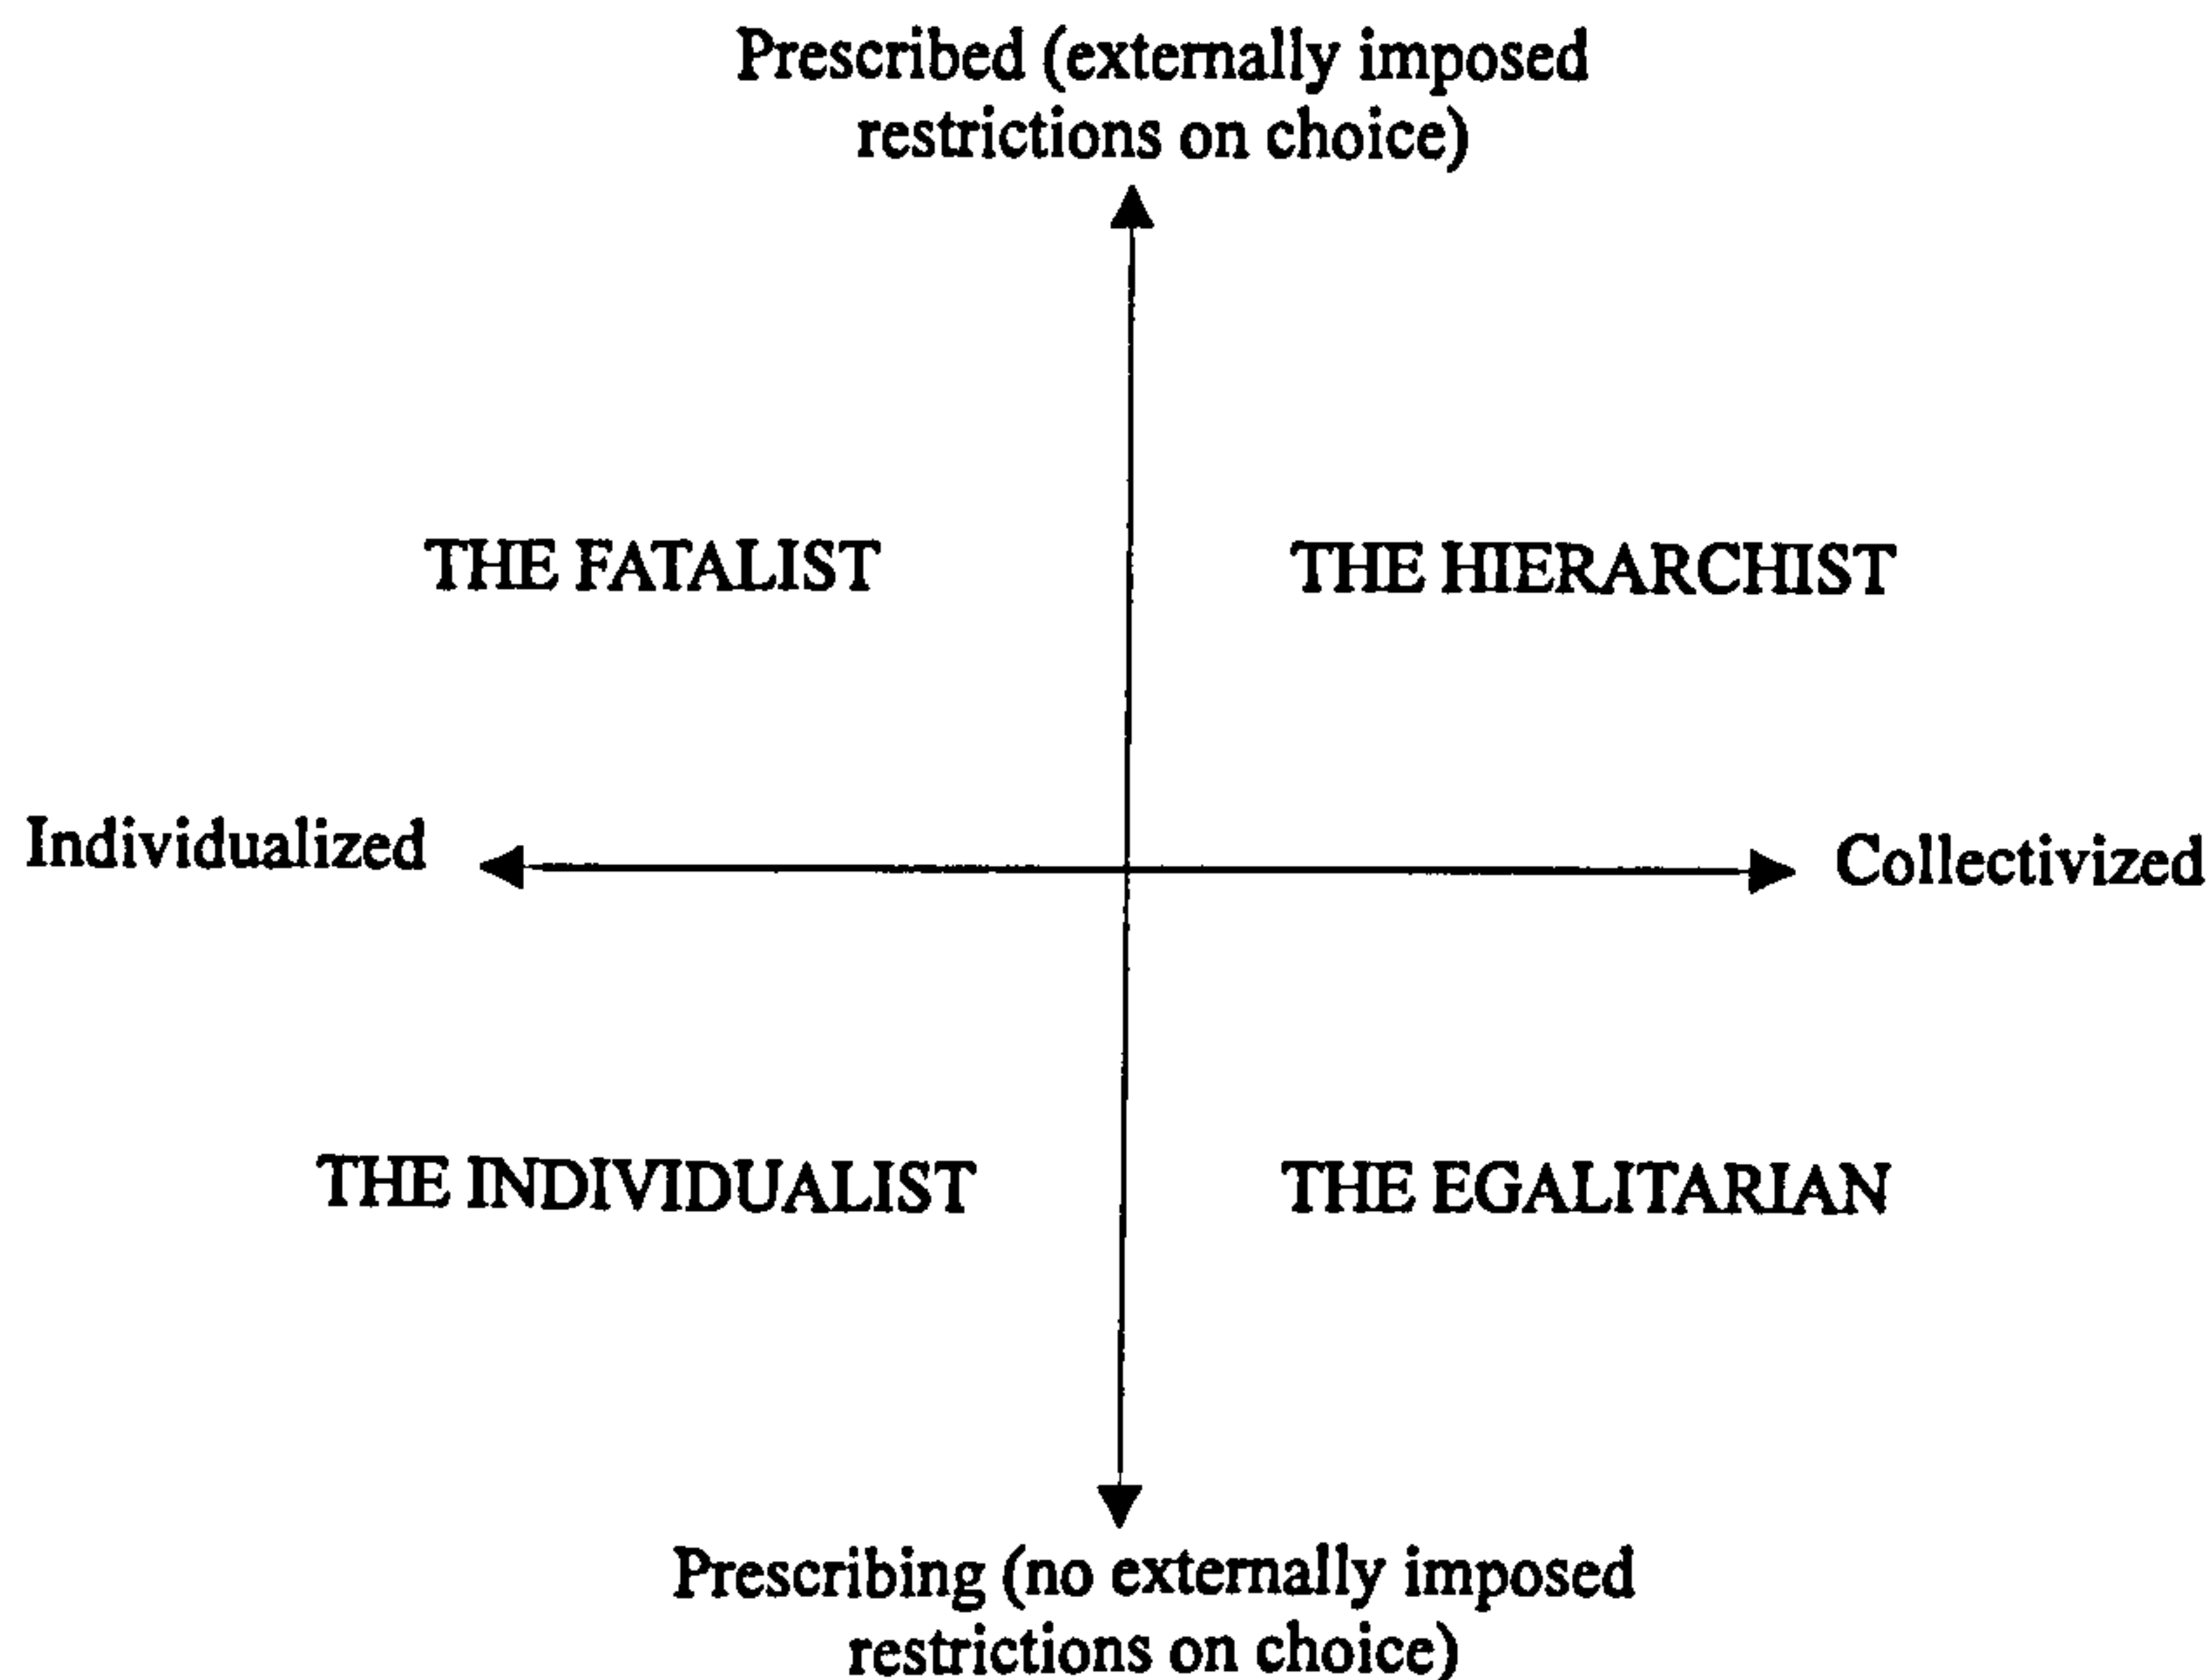 Prescribed (externally imposed
restrictions on choice)
THE FATALIST
THE HIERARCHIST
Individualized
Collectivized
THE INDIVIDUALIST
THE EGALITARIAN
Prescribing (no externally imposed
restrictions on choice)